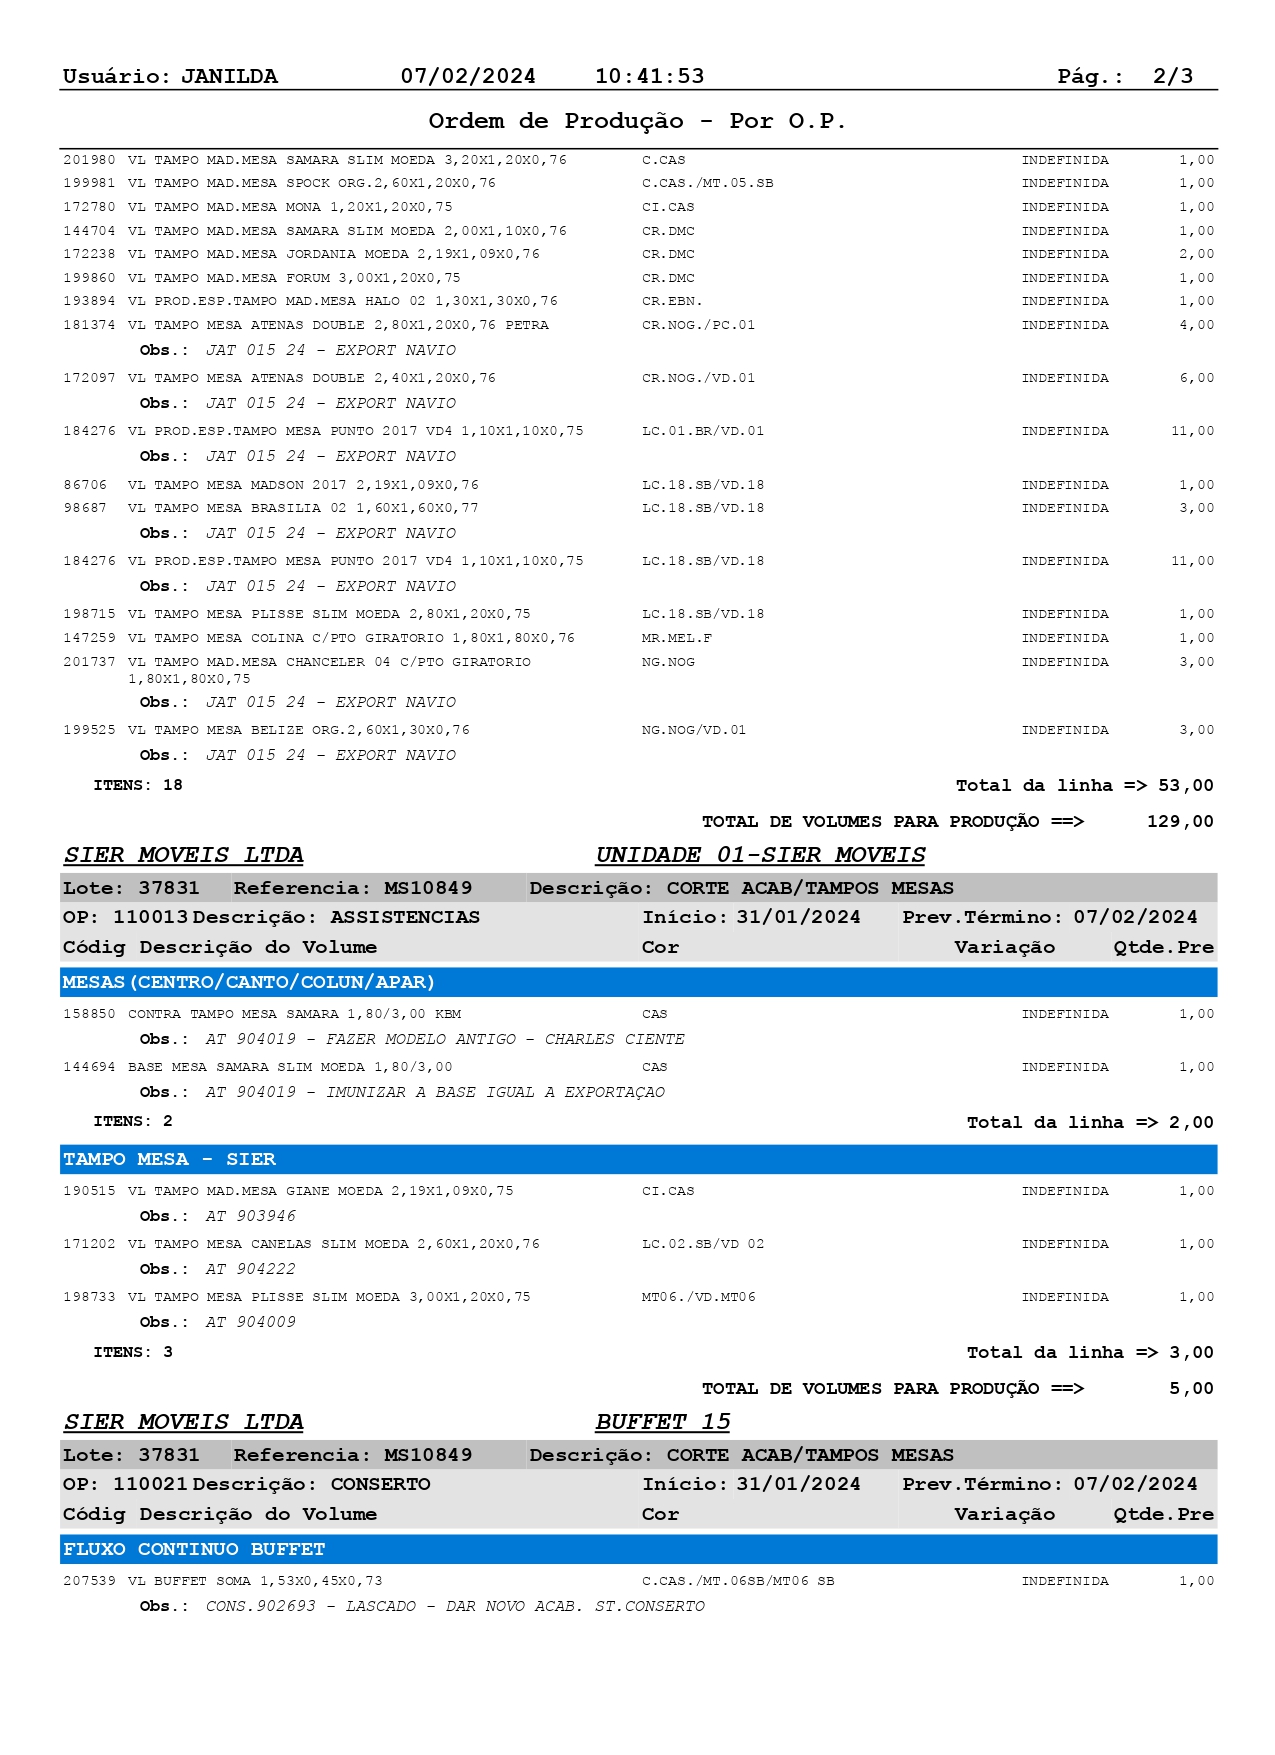 Usuário: JANILDA 07/02/2024 10:41:53 Pág.: 2/3
Ordem de Produção - Por O.P.
201980 VL TAMPO MAD.MESA SAMARA SLIM MOEDA 3,20X1,20X0,76 C.CAS INDEFINIDA 1,00
199981 VL TAMPO MAD.MESA SPOCK ORG.2,60X1,20X0,76 C.CAS./MT.05.SB INDEFINIDA 1,00
172780 VL TAMPO MAD.MESA MONA 1,20X1,20X0,75 CI.CAS INDEFINIDA 1,00
144704 VL TAMPO MAD.MESA SAMARA SLIM MOEDA 2,00X1,10X0,76 CR.DMC INDEFINIDA 1,00
172238 VL TAMPO MAD.MESA JORDANIA MOEDA 2,19X1,09X0,76 CR.DMC INDEFINIDA 2,00
199860 VL TAMPO MAD.MESA FORUM 3,00X1,20X0,75 CR.DMC INDEFINIDA 1,00
193894 VL PROD.ESP.TAMPO MAD.MESA HALO 02 1,30X1,30X0,76 CR.EBN. INDEFINIDA 1,00
181374 VL TAMPO MESA ATENAS DOUBLE 2,80X1,20X0,76 PETRA CR.NOG./PC.01 INDEFINIDA 4,00
Obs.: JAT 015 24 - EXPORT NAVIO
172097 VL TAMPO MESA ATENAS DOUBLE 2,40X1,20X0,76 CR.NOG./VD.01 INDEFINIDA 6,00
Obs.: JAT 015 24 - EXPORT NAVIO
184276 VL PROD.ESP.TAMPO MESA PUNTO 2017 VD4 1,10X1,10X0,75 LC.01.BR/VD.01 INDEFINIDA 11,00
Obs.: JAT 015 24 - EXPORT NAVIO
86706 VL TAMPO MESA MADSON 2017 2,19X1,09X0,76 LC.18.SB/VD.18 INDEFINIDA 1,00
98687 VL TAMPO MESA BRASILIA 02 1,60X1,60X0,77 LC.18.SB/VD.18 INDEFINIDA 3,00
Obs.: JAT 015 24 - EXPORT NAVIO
184276 VL PROD.ESP.TAMPO MESA PUNTO 2017 VD4 1,10X1,10X0,75 LC.18.SB/VD.18 INDEFINIDA 11,00
Obs.: JAT 015 24 - EXPORT NAVIO
198715 VL TAMPO MESA PLISSE SLIM MOEDA 2,80X1,20X0,75 LC.18.SB/VD.18 INDEFINIDA 1,00
147259 VL TAMPO MESA COLINA C/PTO GIRATORIO 1,80X1,80X0,76 MR.MEL.F INDEFINIDA 1,00
201737 VL TAMPO MAD.MESA CHANCELER 04 C/PTO GIRATORIO NG.NOG INDEFINIDA 3,00
1,80X1,80X0,75
Obs.: JAT 015 24 - EXPORT NAVIO
199525 VL TAMPO MESA BELIZE ORG.2,60X1,30X0,76 NG.NOG/VD.01 INDEFINIDA 3,00
Obs.: JAT 015 24 - EXPORT NAVIO
ITENS: 18 Total da linha => 53,00
TOTAL DE VOLUMES PARA PRODUÇÃO ==> 129,00
SIER MOVEIS LTDA UNIDADE 01-SIER MOVEIS
Lote: 37831 Referencia: MS10849 Descrição: CORTE ACAB/TAMPOS MESAS
OP: 110013 Descrição: ASSISTENCIAS Início: 31/01/2024 Prev.Término: 07/02/2024
Códig Descrição do Volume Cor Variação Qtde.Pre
MESAS(CENTRO/CANTO/COLUN/APAR)
158850 CONTRA TAMPO MESA SAMARA 1,80/3,00 KBM CAS INDEFINIDA 1,00
Obs.: AT 904019 - FAZER MODELO ANTIGO - CHARLES CIENTE
144694 BASE MESA SAMARA SLIM MOEDA 1,80/3,00 CAS INDEFINIDA 1,00
Obs.: AT 904019 - IMUNIZAR A BASE IGUAL A EXPORTAÇAO
ITENS: 2 Total da linha => 2,00
TAMPO MESA - SIER
190515 VL TAMPO MAD.MESA GIANE MOEDA 2,19X1,09X0,75 CI.CAS INDEFINIDA 1,00
Obs.: AT 903946
171202 VL TAMPO MESA CANELAS SLIM MOEDA 2,60X1,20X0,76 LC.02.SB/VD 02 INDEFINIDA 1,00
Obs.: AT 904222
198733 VL TAMPO MESA PLISSE SLIM MOEDA 3,00X1,20X0,75 MT06./VD.MT06 INDEFINIDA 1,00
Obs.: AT 904009
ITENS: 3 Total da linha => 3,00
TOTAL DE VOLUMES PARA PRODUÇÃO ==> 5,00
SIER MOVEIS LTDA BUFFET 15
Lote: 37831 Referencia: MS10849 Descrição: CORTE ACAB/TAMPOS MESAS
OP: 110021 Descrição: CONSERTO Início: 31/01/2024 Prev.Término: 07/02/2024
Códig Descrição do Volume Cor Variação Qtde.Pre
FLUXO CONTINUO BUFFET
207539 VL BUFFET SOMA 1,53X0,45X0,73 C.CAS./MT.06SB/MT06 SB INDEFINIDA 1,00
Obs.: CONS.902693 - LASCADO - DAR NOVO ACAB. ST.CONSERTO